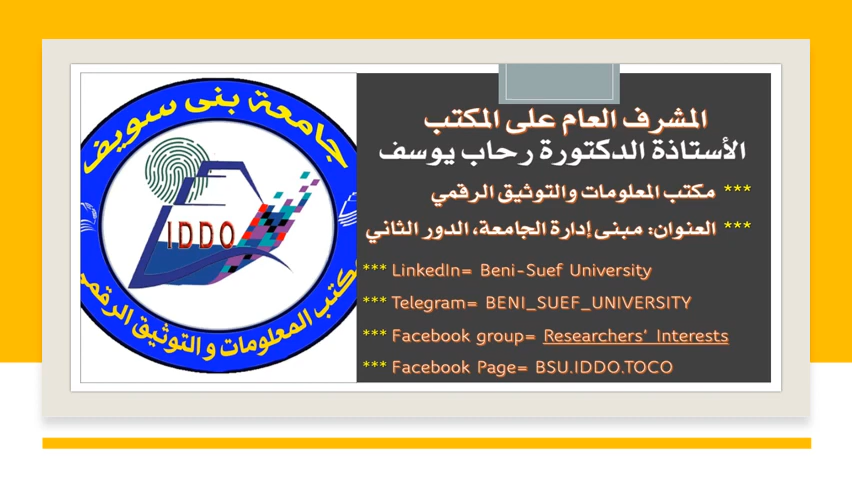 جامعة بنى سويف
IDDO
مكتب المعلومات و التوثيق الرقمي
المشرف العام على المكتب
الأستاذة الدكتورة رحاب يوسف
*** مكتب المعلومات والتوثيق الرقمي
*** العنوان: مبنى إدارة الجامعة، الدور الثاني
*** LinkedIn= Beni-Suef University
*** Telegram= BENI_SUEF_UNIVERSITY
*** Facebook group= Researchers' Interests
*** Facebook Page= BSU.IDDO.TOCO